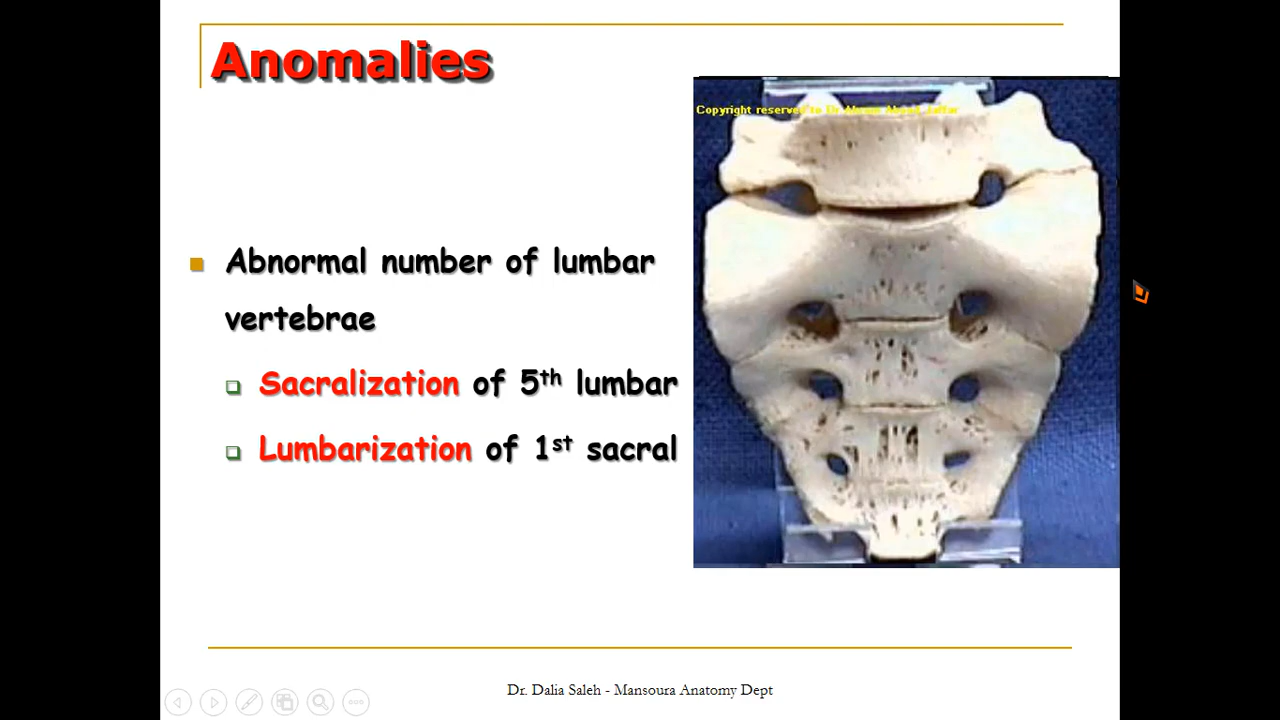 Anomalies
Copyright reserved to Dr
Abnormal number of lumbar
vertebrae
Sacralization of 5th lumbar
Lumbarization of 1st sacral
Dr. Dalia Saleh - Mansoura Anatomy Dept